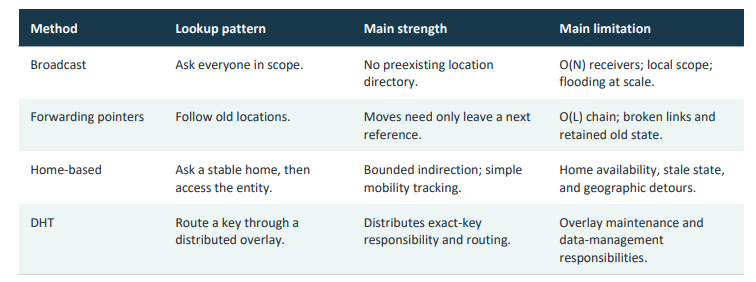 Method Lookup pattern Main strength Main limitation
Broadcast Ask everyone in scope. No preexisting location O(N) receivers; local scope;
directory. flooding at scale.
Forwarding pointers Follow old locations. Moves need only leave a next O(L) chain; broken links and
reference. retained old state.
Home-based Ask a stable home, then Bounded indirection; simple Home availability, stale state,
access the entity. mobility tracking. and geographic detours.
DHT Route a key through a Distributes exact-key Overlay maintenance and
distributed overlay. responsibility and routing. data-management
responsibilities.